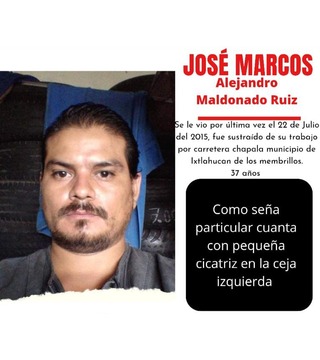 JOSÉ MARCOS
Alejandro
Maldonado Ruiz
Se le vio por última vez el 22 de Julio
del 2015, fue sustraído de su trabajo
por carretera chapala municipio de
Ixtlahucan de los membrillos.
37 años
Como seña
particular cuanta
con pequeña
cicatriz en la ceja
izquierda